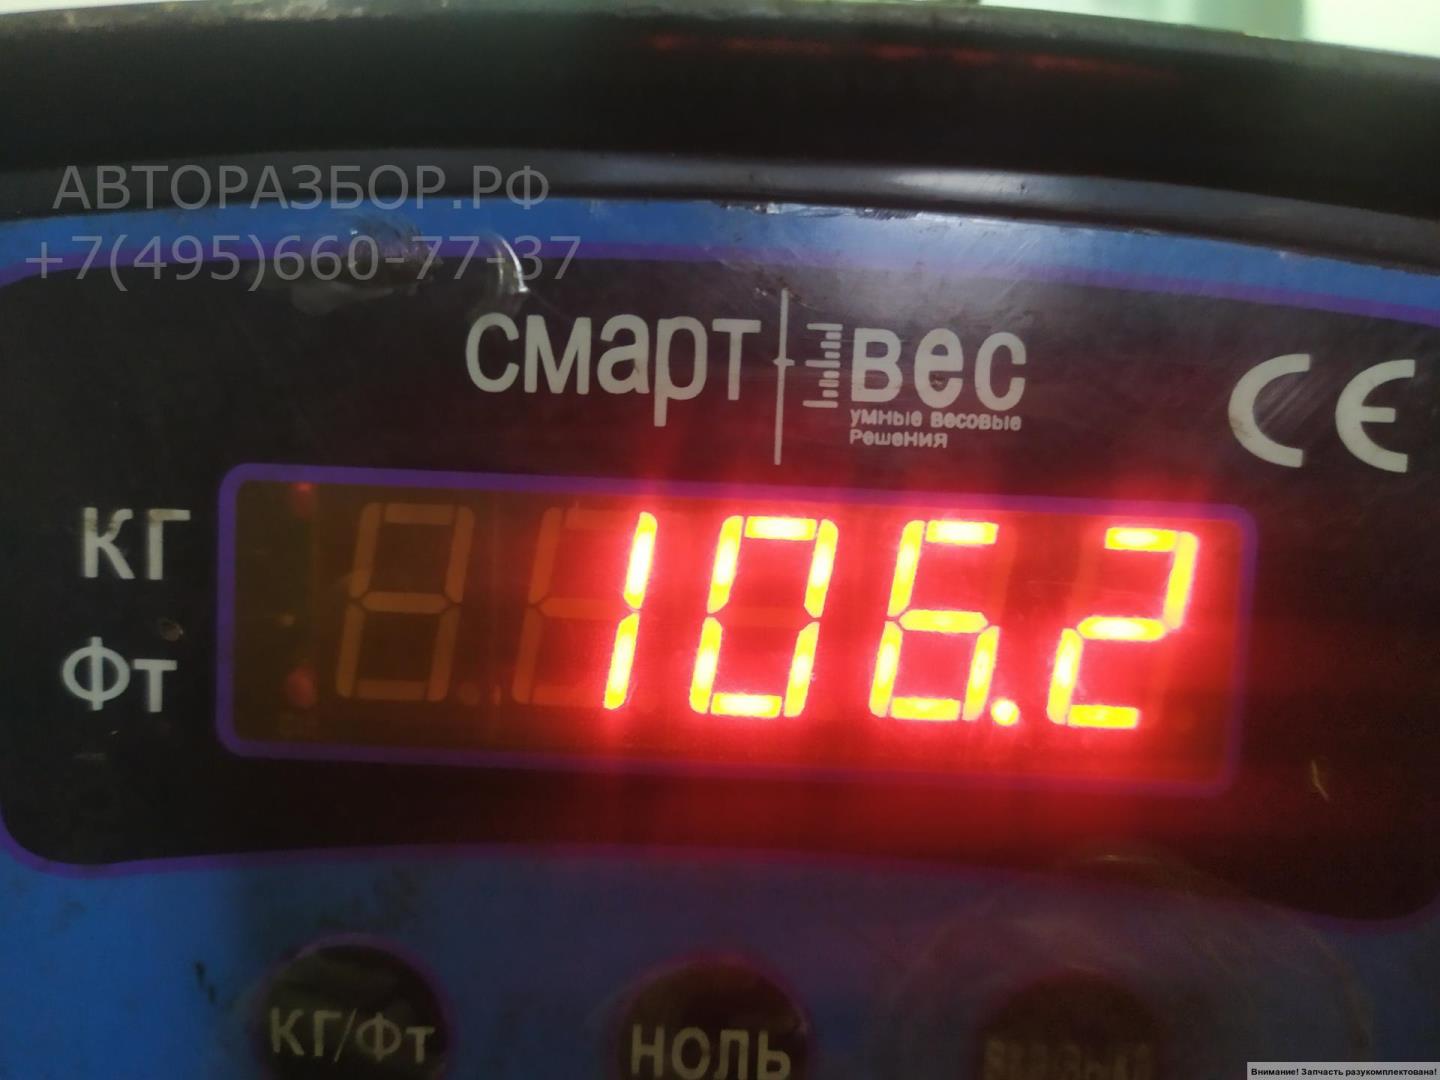 АВТОРАЗБОР.РФ
+7(495)660-77-37
смарт вес
умные весовые
решения
CE
КГ
Фт
106.2
КГ/Фт
НОЛЬ
Внимание! Запчасть разукомплектована!